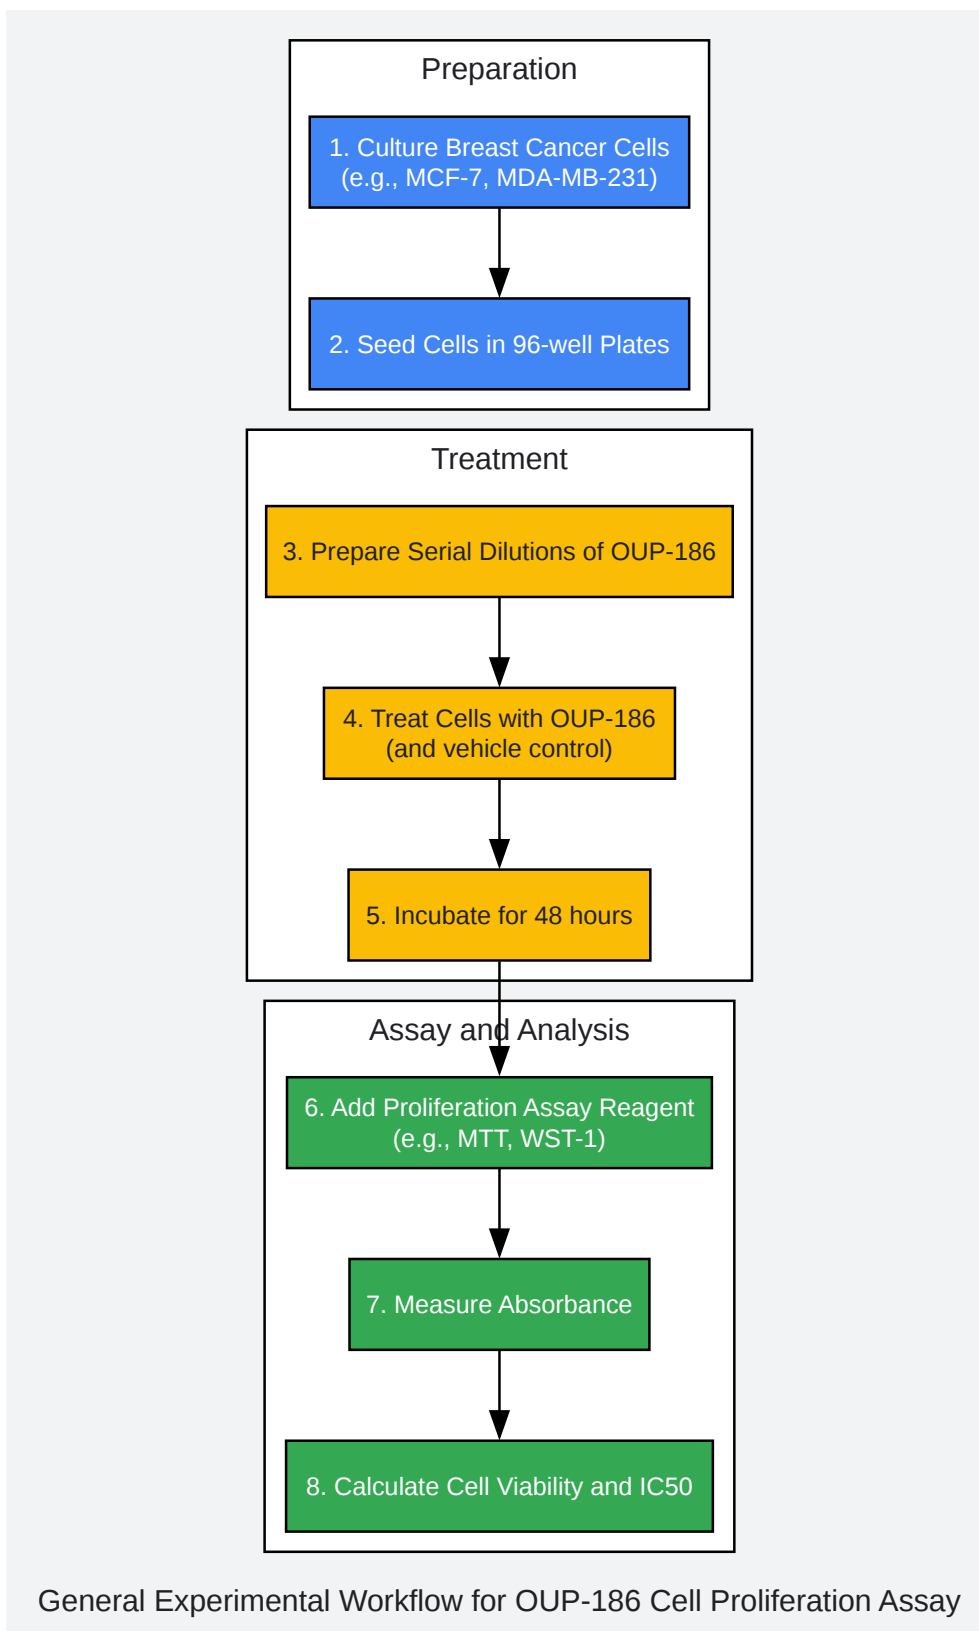 Preparation
1. Culture Breast Cancer Cells
(e.g., MCF-7, MDA-MB-231)
2. Seed Cells in 96-well Plates
Treatment
3. Prepare Serial Dilutions of OUP-186
4. Treat Cells with OUP-186
(and vehicle control)
5. Incubate for 48 hours
Assay and Analysis
6. Add Proliferation Assay Reagent
(e.g., MTT, WST-1)
7. Measure Absorbance
8. Calculate Cell Viability and IC50
General Experimental Workflow for OUP-186 Cell Proliferation Assay